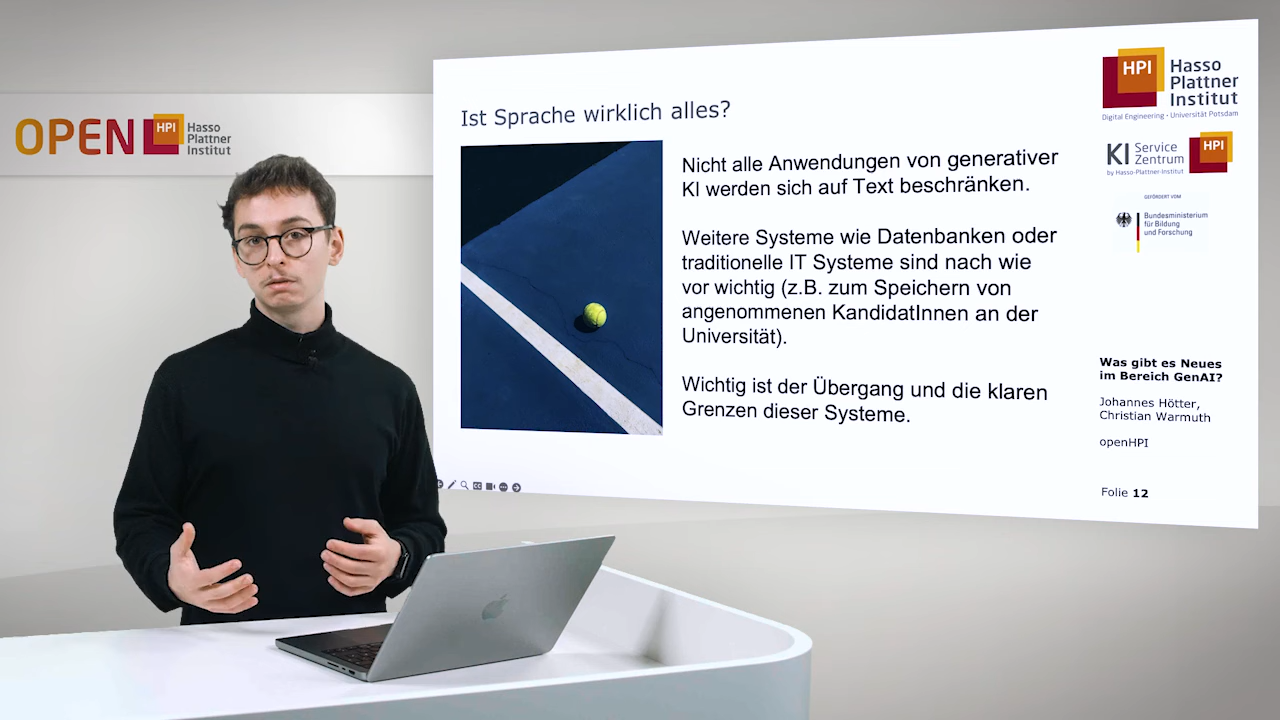 OPEN HPI Hasso
Plattner
Institut
Ist Sprache wirklich alles?
Nicht alle Anwendungen von generativer
KI werden sich auf Text beschränken.
Weitere Systeme wie Datenbanken oder
traditionelle IT Systeme sind nach wie
vor wichtig (z.B. zum Speichern von
angenommenen KandidatInnen an der
Universität).
Wichtig ist der Übergang und die klaren
Grenzen dieser Systeme.
HPI Hasso
Plattner
Institut
Digital Engineering • Universität Potsdam
KI Service
Zentrum
by Hasso-Plattner-Institut
HPI
GEFÖRDERT VOM
Bundesministerium
für Bildung
und Forschung
Was gibt es Neues
im Bereich GenAI?
Johannes Hötter,
Christian Warmuth
openHPI
Folie 12